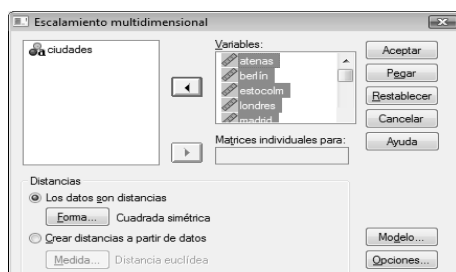 Escalamiento multidimensional
ciudades
Variables:
atenas
berlín
estocolm
londres
madrid
Matrices individuales para:
Aceptar
Pegar
Restablecer
Cancelar
Ayuda
Distancias
Los datos son distancias
Forma... Cuadrada simétrica
Crear distancias a partir de datos
Medida... Distancia euclídea
Modelo...
Opciones...